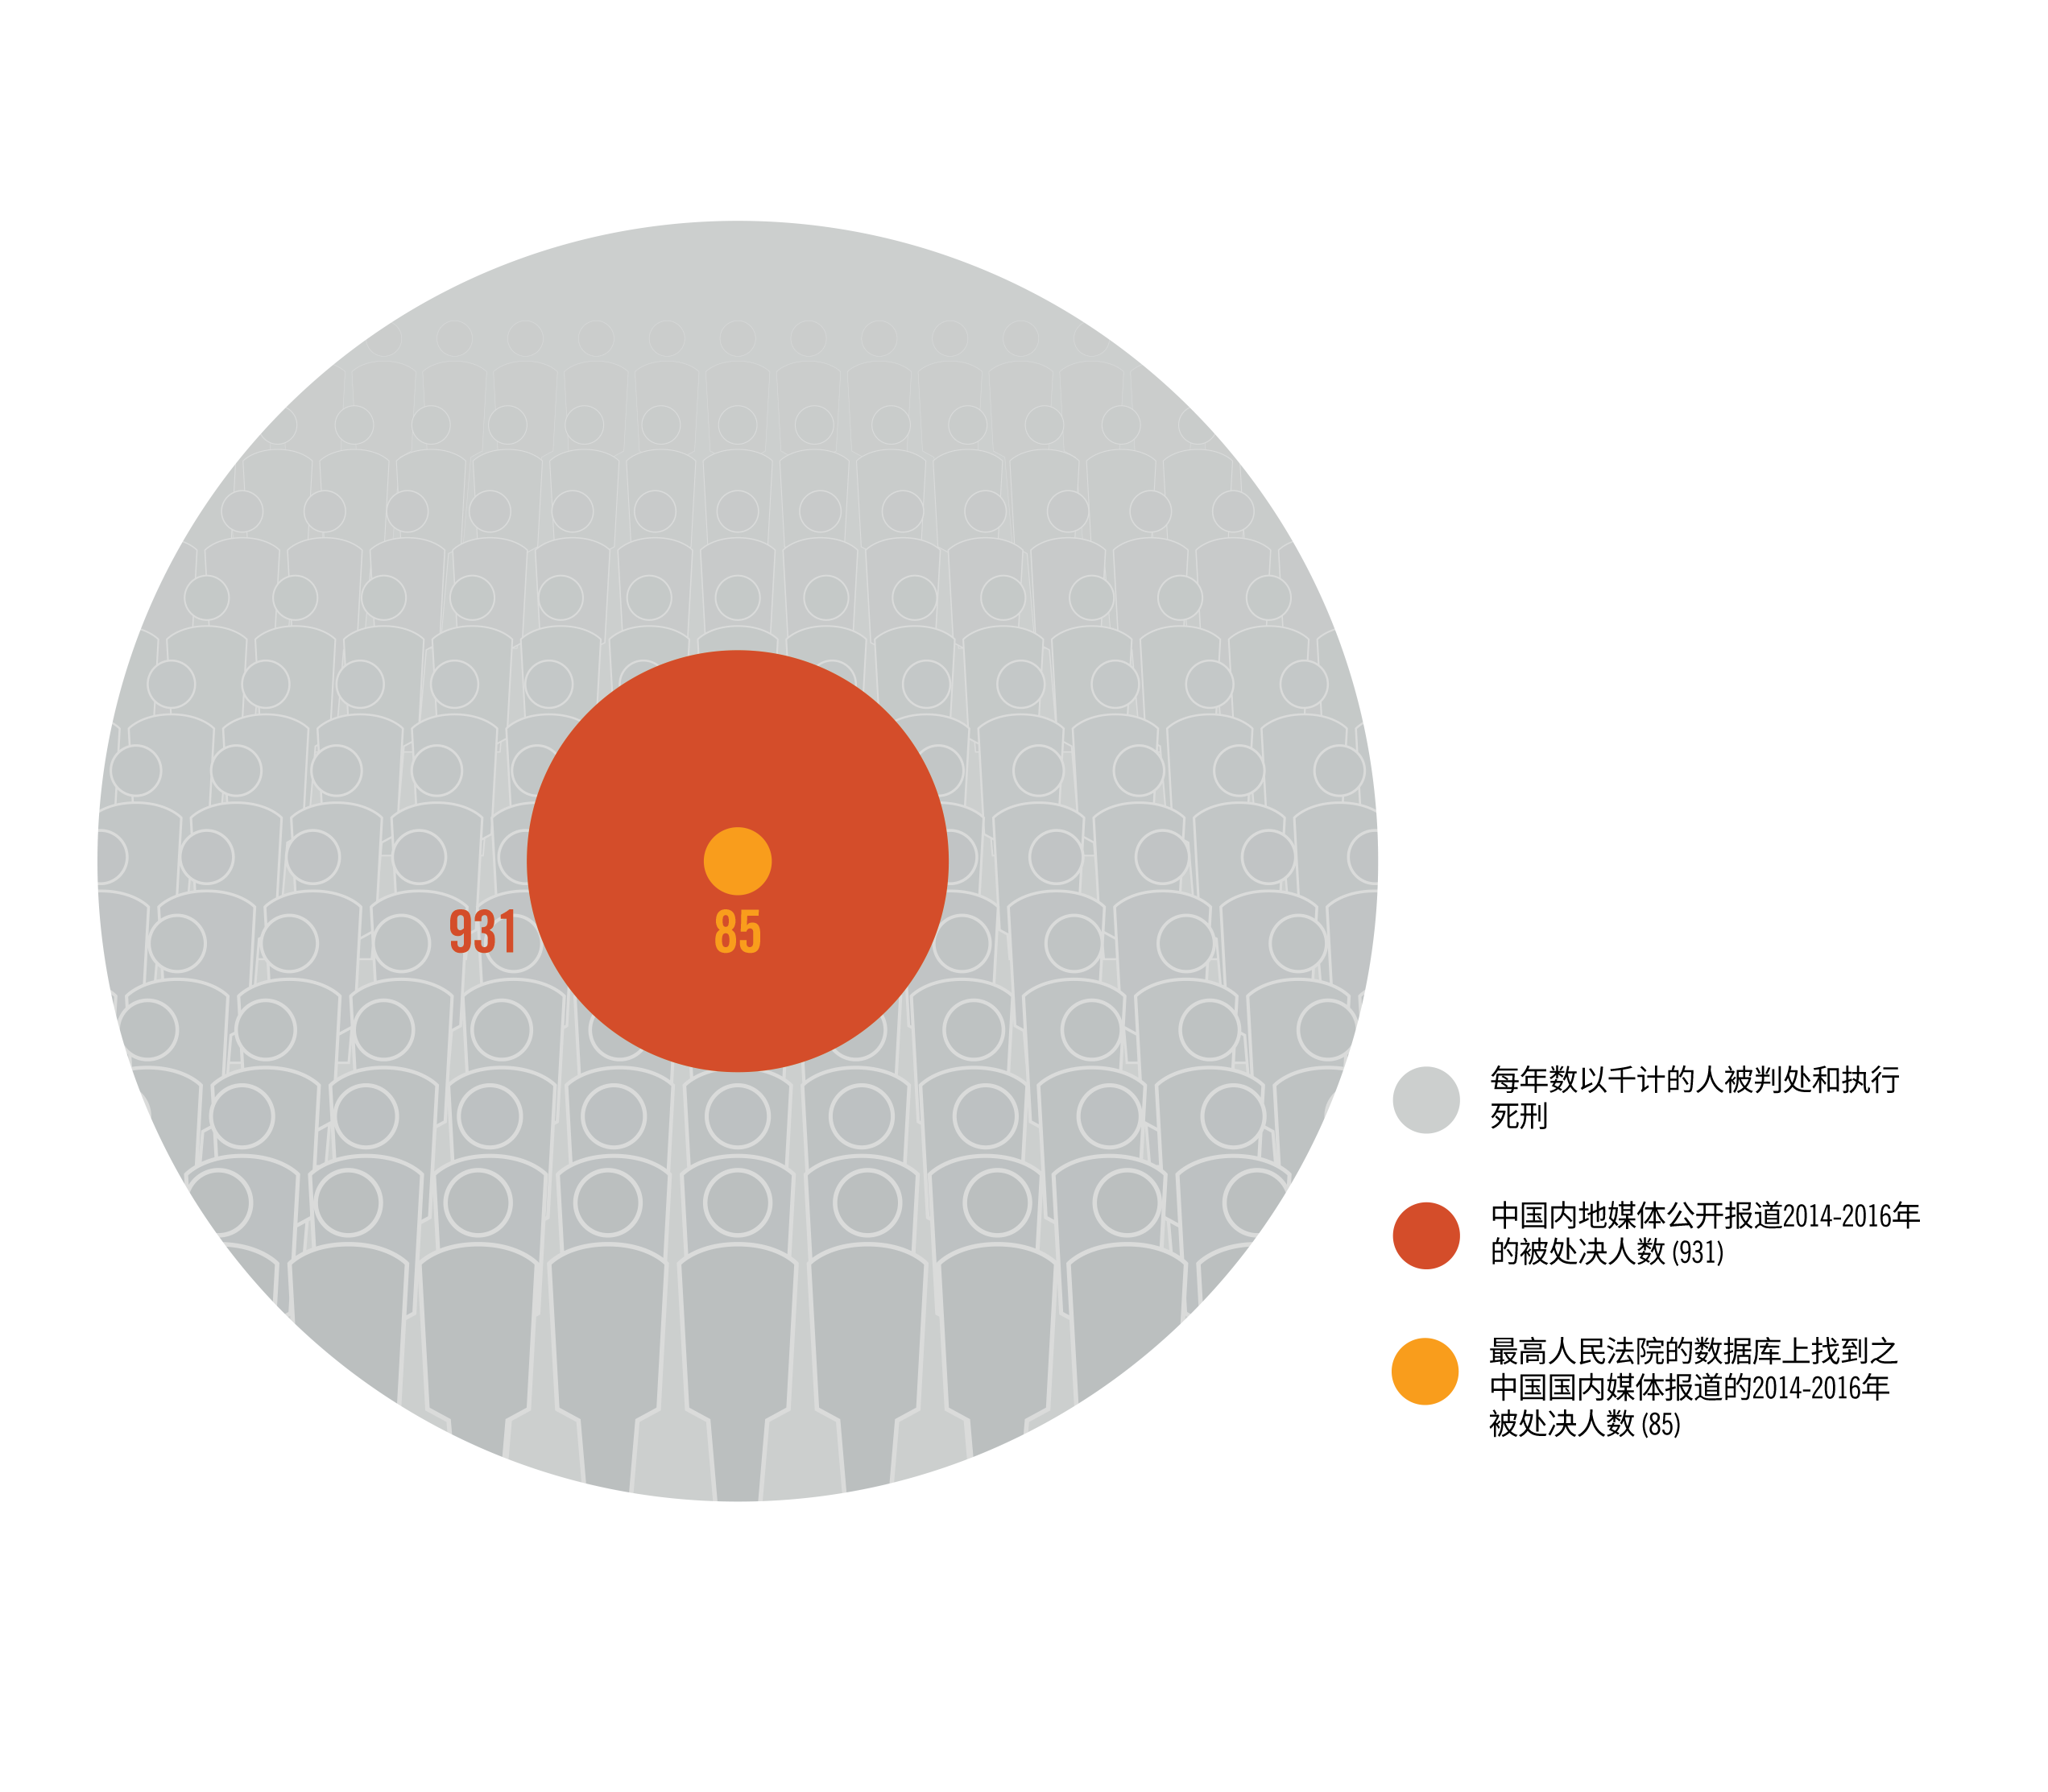 931
85
每年数以千计的人被判处和执行
死刑
中国内地媒体公开报道2014-2016年
的被处决人数 (931)
最高人民法院的数据库上找到之
中国国内媒体报道的2014-2016年
被处决人数 (85)